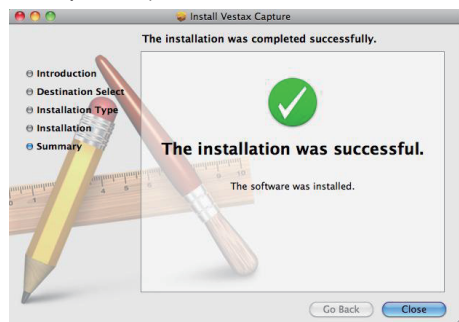 Install Vestax Capture
The installation was completed successfully.
Introduction
Destination Select
Installation Type
Installation
Summary
The installation was successful.
The software was installed.
Go Back
Close